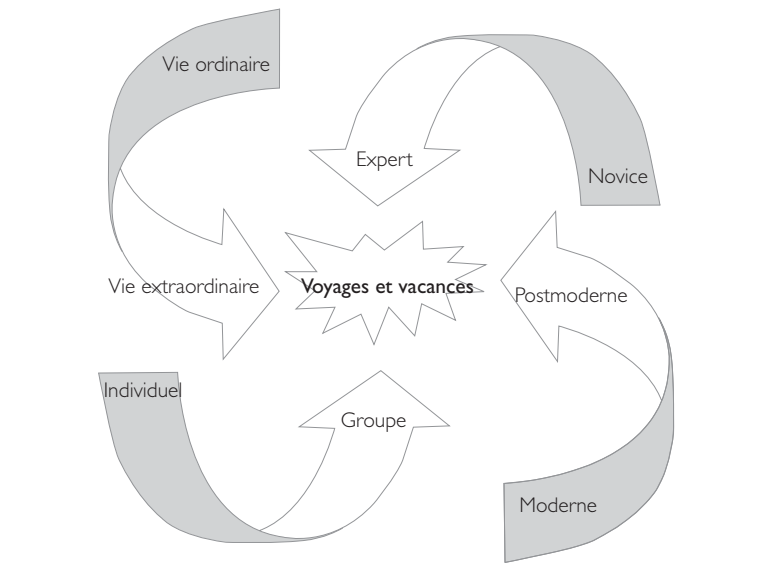 Vie ordinaire
Expert
Novice
Vie extraordinaire
Voyages et vacances
Postmoderne
Individuel
Groupe
Moderne